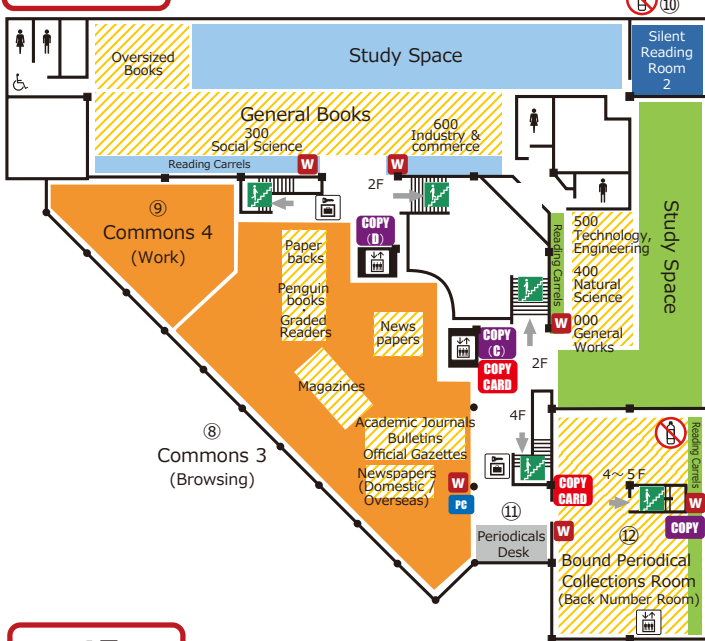 ⑩
Silent
Reading
Room
2
Oversized
Books
Study Space
General Books
300
Social Science
600
Industry &
commerce
Reading Carrels
W
W
2F
⑨
Commons 4
(Work)
COPY
(D)
Paper
backs
Penguin
books
・
Graded
Readers
News
papers
Magazines
Reading Carrels
500
Technology,
Engineering
400
Natural
Science
000
General
Works
W
Study Space
COPY
(C)
COPY
CARD
2F
⑧
Commons 3
(Browsing)
Academic Journals
Bulletins
Official Gazettes
Newspapers
(Domestic /
Overseas)
W
PC
4F
COPY
CARD
⑪
Periodicals
Desk
4～5F
Reading Carrels
W
COPY
W
⑫
Bound Periodical
Collections Room
(Back Number Room)